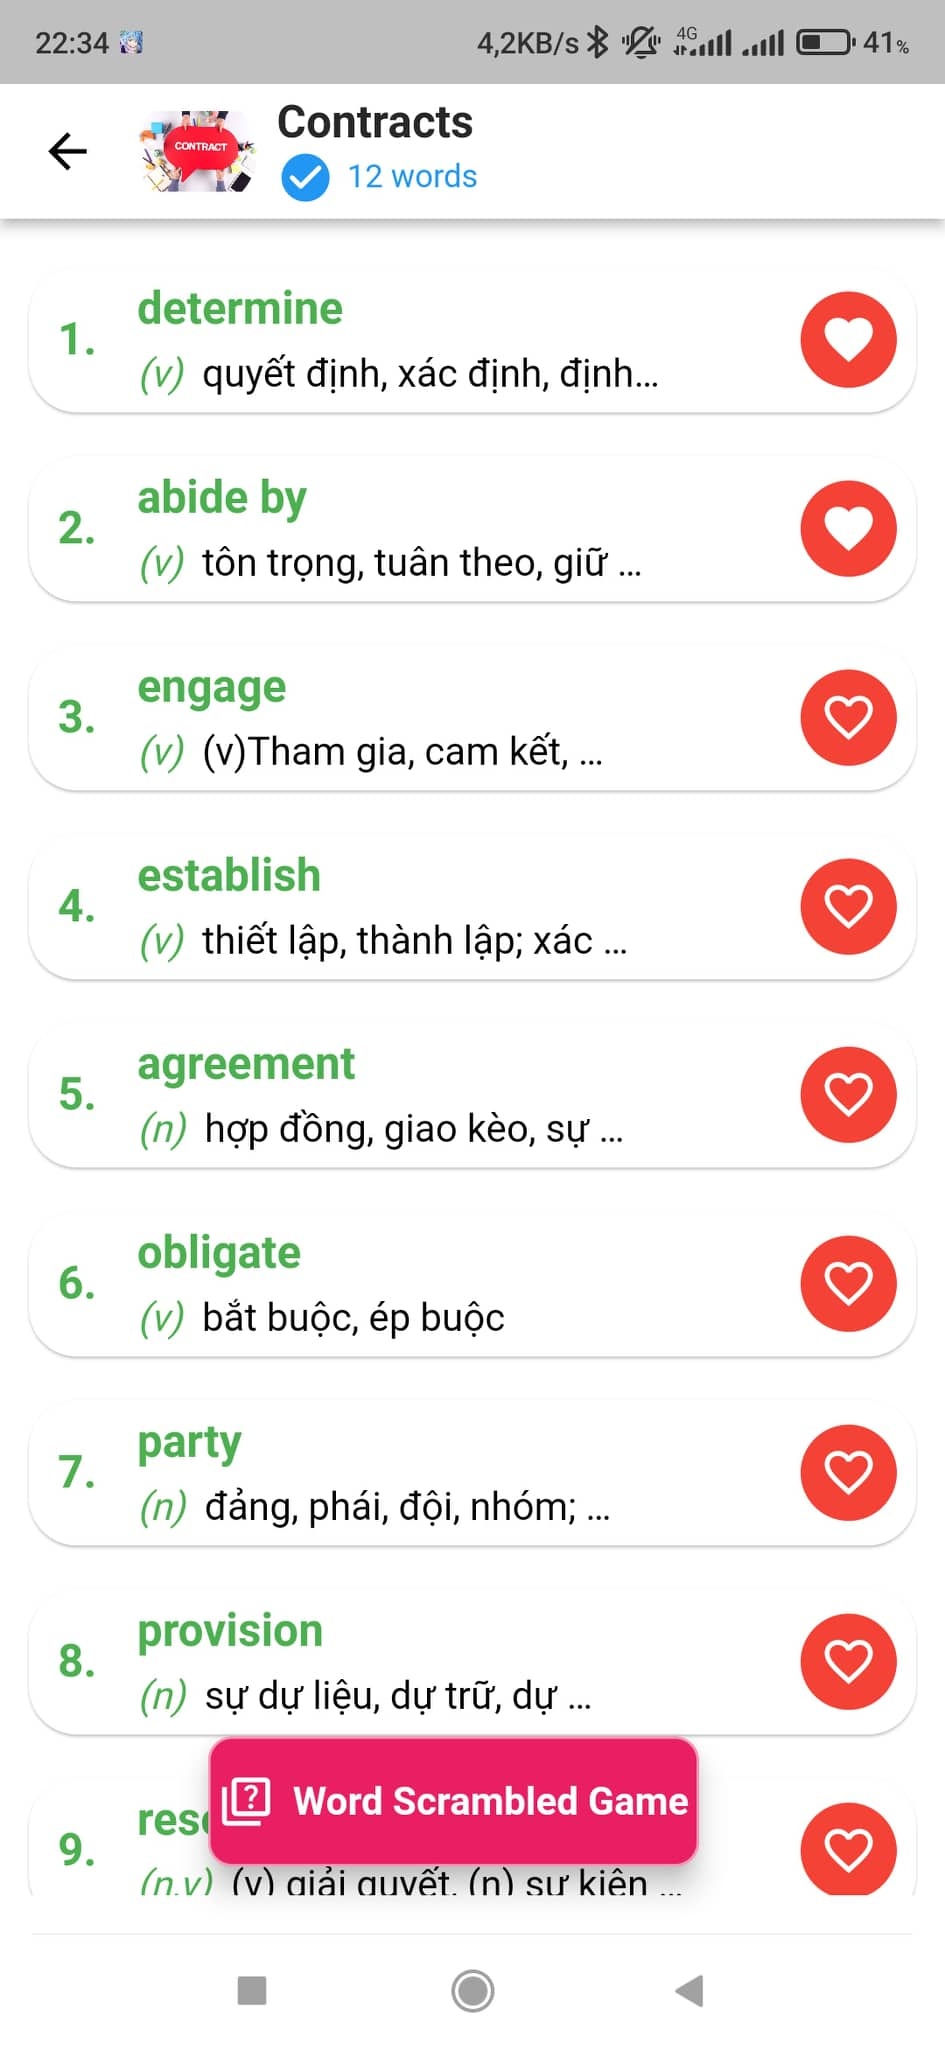 22:34 4,2KB/s 4G 41%
Contracts
CONTRACT
12 words
1. determine
(v) quyết định, xác định, định...
2. abide by
(v) tôn trọng, tuân theo, giữ ...
3. engage
(v) (v)Tham gia, cam kết, ...
4. establish
(v) thiết lập, thành lập; xác ...
5. agreement
(n) hợp đồng, giao kèo, sự ...
6. obligate
(v) bắt buộc, ép buộc
7. party
(n) đảng, phái, đội, nhóm; ...
8. provision
(n) sự dự liệu, dự trữ, dự ...
9.
Word Scrambled Game
(n,v) (v) giải quyết, (n) sự kiên ...